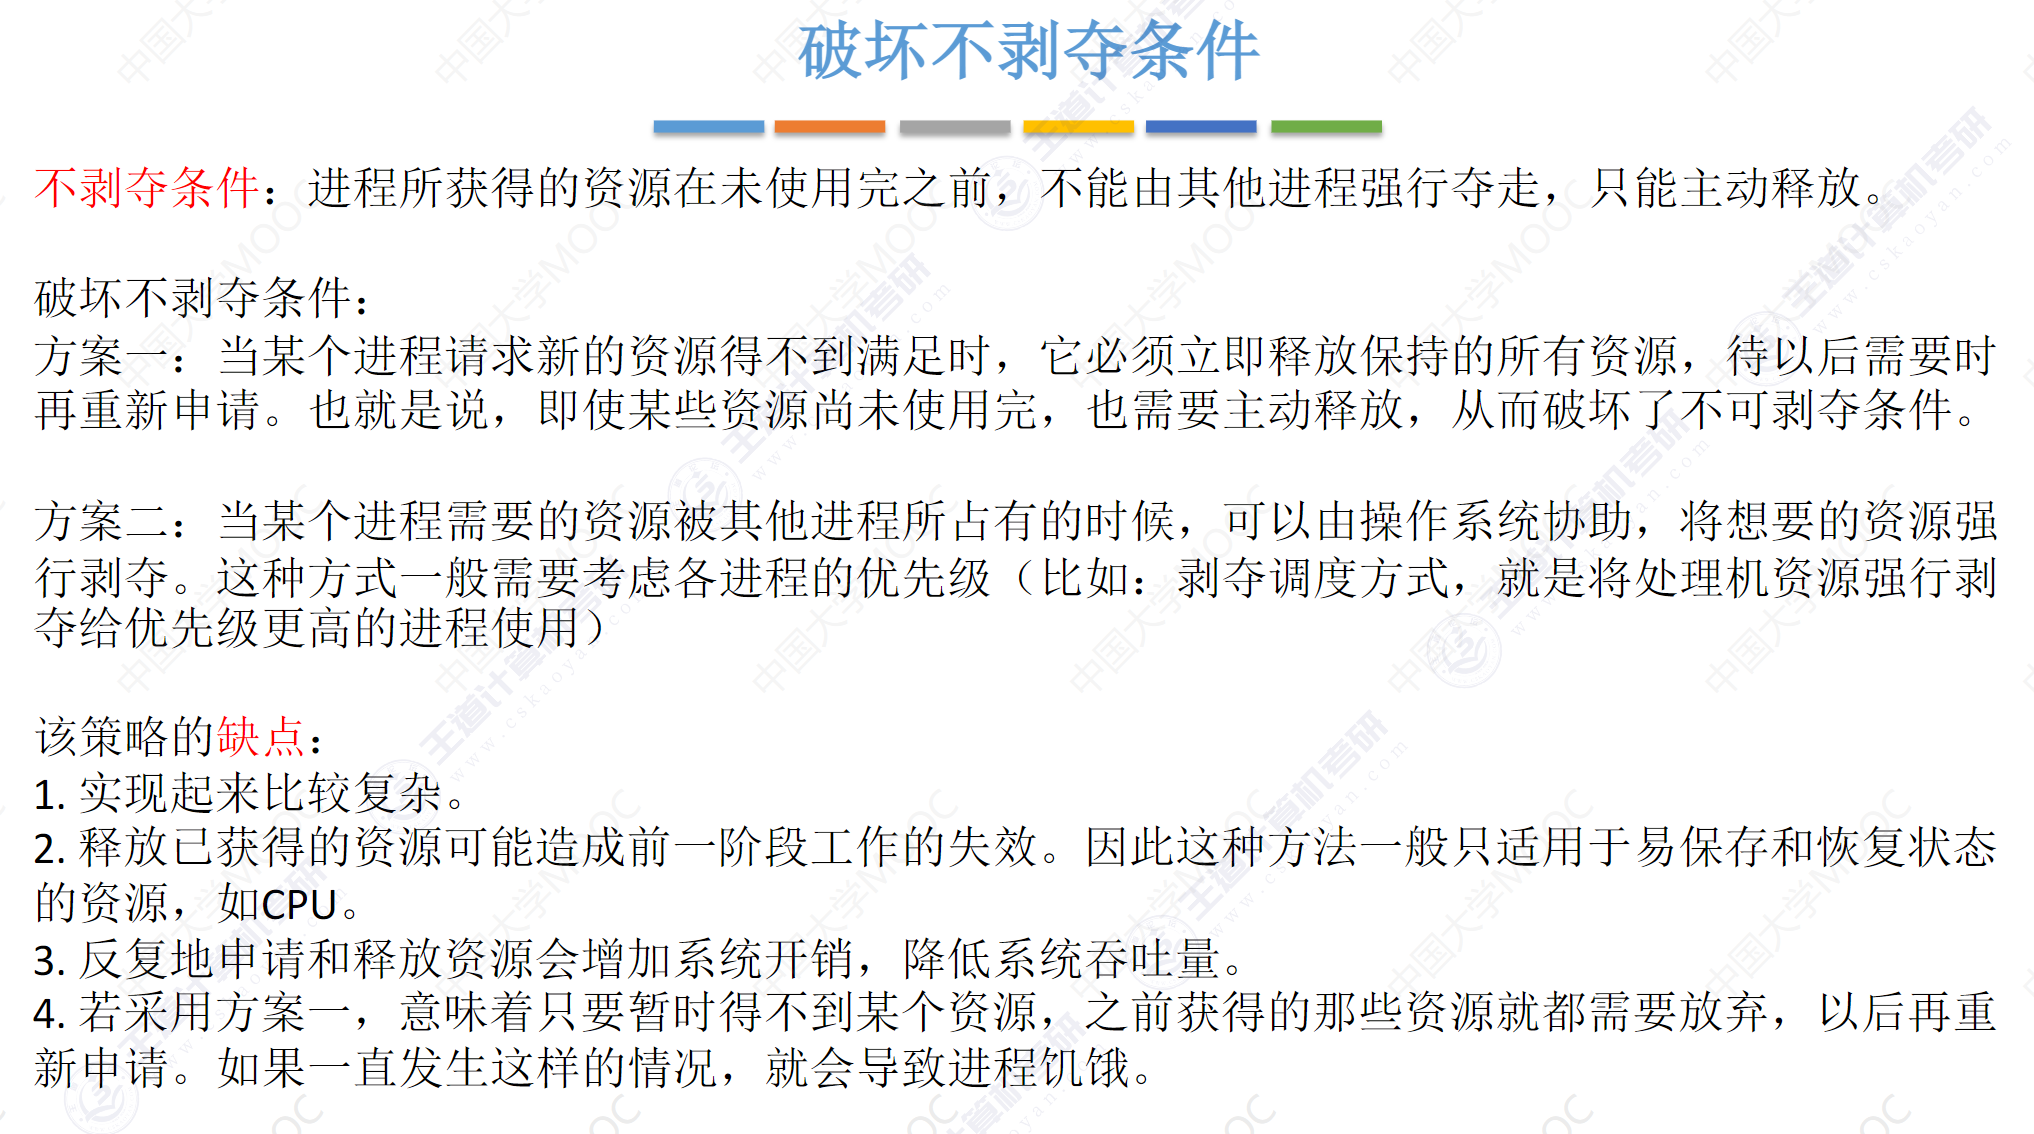 破坏不剥夺条件
不剥夺条件：进程所获得的资源在未使用完之前，不能由其他进程强行夺走，只能主动释放。
破坏不剥夺条件：
方案一：当某个进程请求新的资源得不到满足时，它必须立即释放保持的所有资源，待以后需要时
再重新申请。也就是说，即使某些资源尚未使用完，也需要主动释放，从而破坏了不可剥夺条件。
方案二：当某个进程需要的资源被其他进程所占有的时候，可以由操作系统协助，将想要的资源强
行剥夺。这种方式一般需要考虑各进程的优先级（比如：剥夺调度方式，就是将处理机资源强行剥
夺给优先级更高的进程使用）
该策略的缺点：
1. 实现起来比较复杂。
2. 释放已获得的资源可能造成前一阶段工作的失效。因此这种方法一般只适用于易保存和恢复状态
的资源，如CPU。
3. 反复地申请和释放资源会增加系统开销，降低系统吞吐量。
4. 若采用方案一，意味着只要暂时得不到某个资源，之前获得的那些资源就都需要放弃，以后再重
新申请。如果一直发生这样的情况，就会导致进程饥饿。
中国大学MOOC
王道计算机考研
www.cskaoyan.com